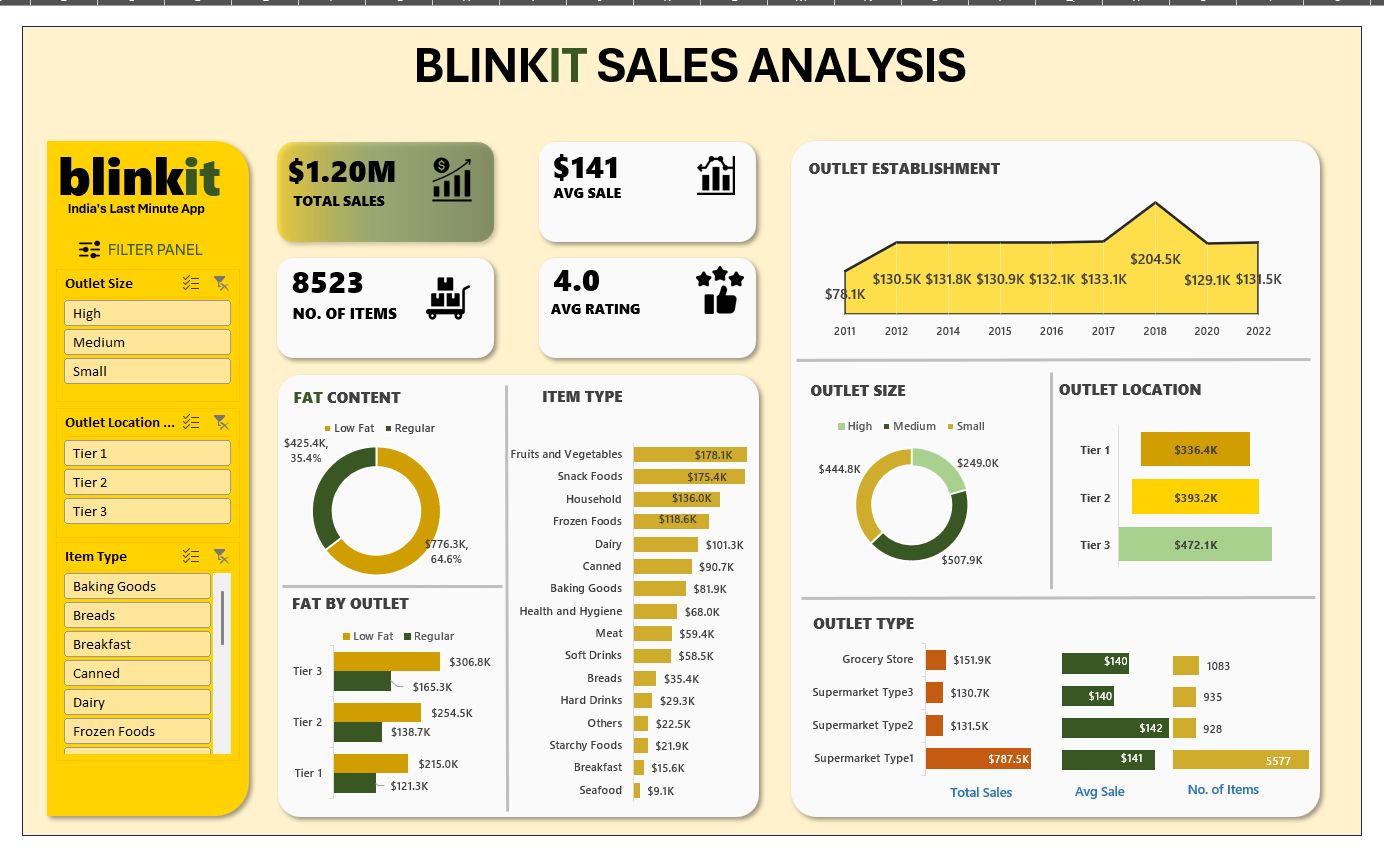 BLINKIT SALES ANALYSIS
blinkit
India's Last Minute App
FILTER PANEL
Outlet Size
High
Medium
Small
Outlet Location ...
Tier 1
Tier 2
Tier 3
Item Type
Baking Goods
Breads
Breakfast
Canned
Dairy
Frozen Foods
$1.20M
TOTAL SALES
$141
AVG SALE
8523
NO. OF ITEMS
4.0
AVG RATING
FAT CONTENT
Low Fat Regular
$425.4K,
35.4%
$776.3K,
64.6%
FAT BY OUTLET
Low Fat Regular
Tier 3 $306.8K
$165.3K
Tier 2 $254.5K
$138.7K
Tier 1 $215.0K
$121.3K
ITEM TYPE
Fruits and Vegetables $178.1K
Snack Foods $175.4K
Household $136.0K
Frozen Foods $118.6K
Dairy $101.3K
Canned $90.7K
Baking Goods $81.9K
Health and Hygiene $68.0K
Meat $59.4K
Soft Drinks $58.5K
Breads $35.4K
Hard Drinks $29.3K
Others $22.5K
Starchy Foods $21.9K
Breakfast $15.6K
Seafood $9.1K
OUTLET ESTABLISHMENT
$78.1K $130.5K $131.8K $130.9K $132.1K $133.1K $204.5K $129.1K $131.5K
2011 2012 2014 2015 2016 2017 2018 2020 2022
OUTLET SIZE
High Medium Small
$444.8K $249.0K
$507.9K
OUTLET LOCATION
Tier 1 $336.4K
Tier 2 $393.2K
Tier 3 $472.1K
OUTLET TYPE
Grocery Store $151.9K $140 1083
Supermarket Type3 $130.7K $140 935
Supermarket Type2 $131.5K $142 928
Supermarket Type1 $787.5K $141 5577
Total Sales Avg Sale No. of Items